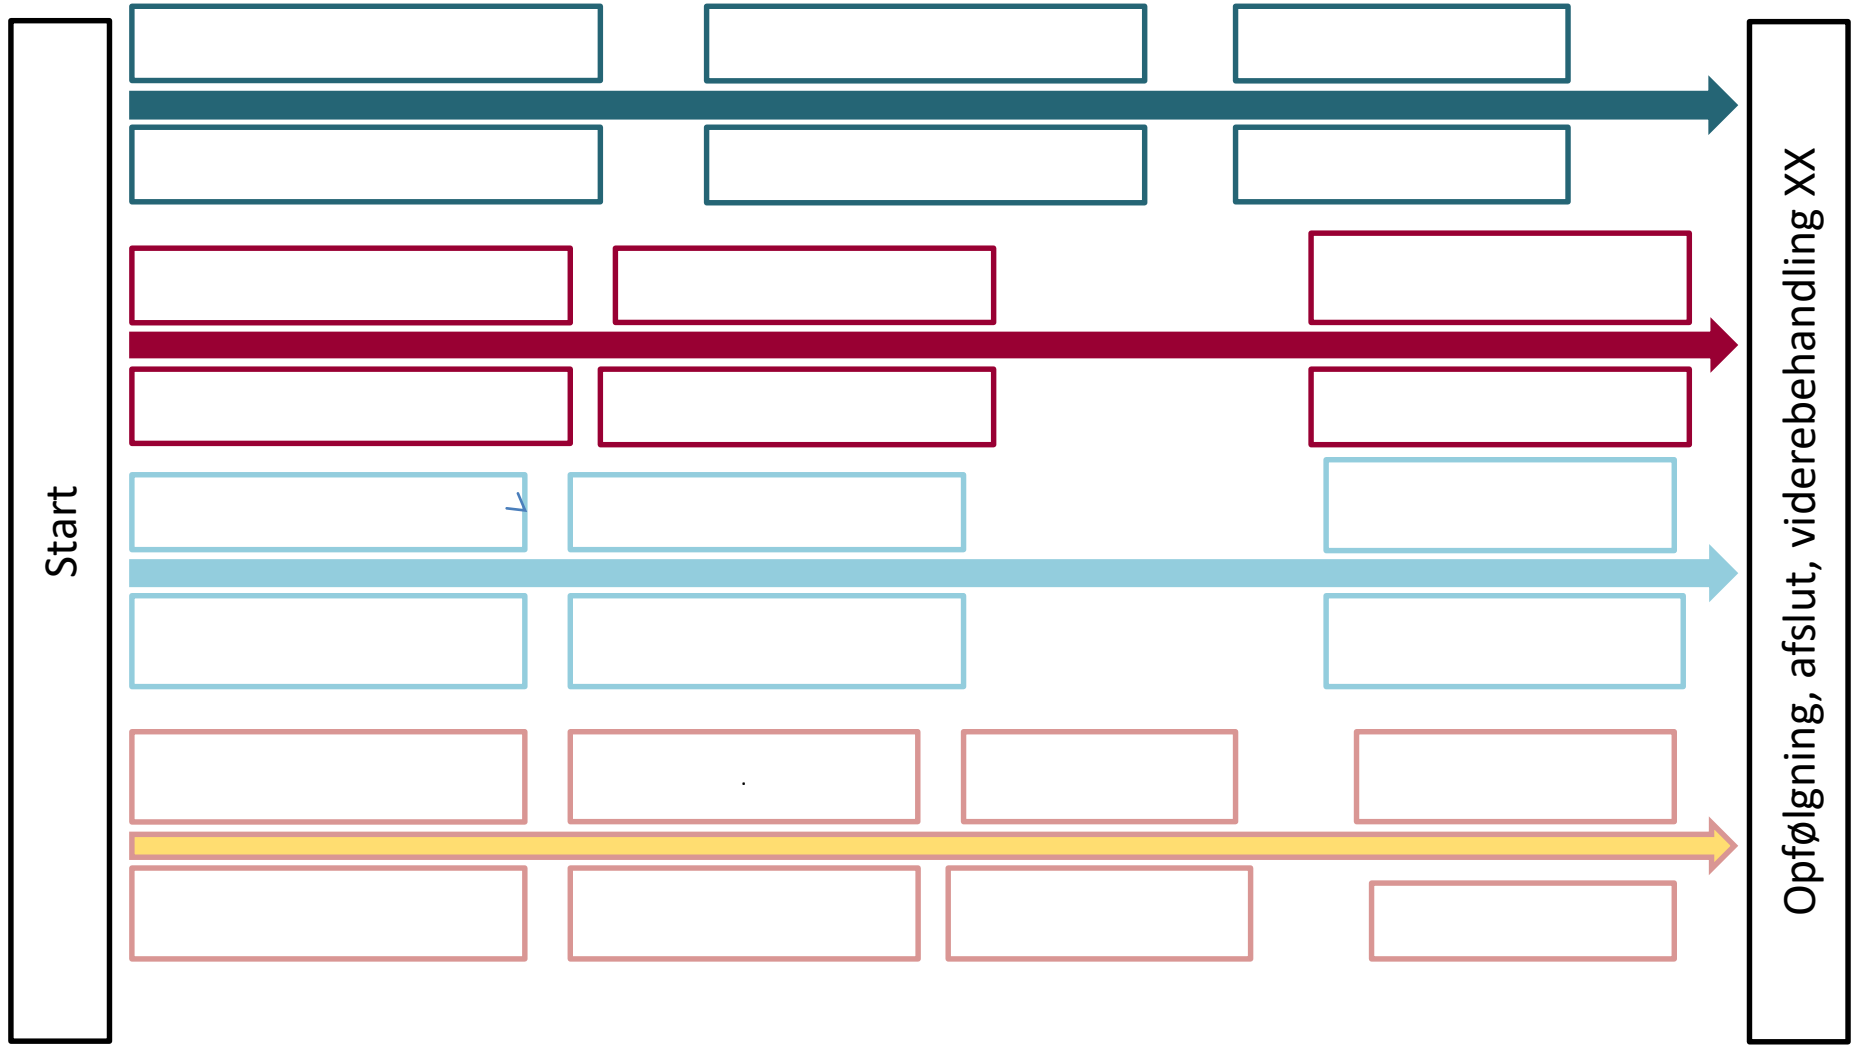 Start
.
Opfølgning, afslut, viderebehandling XX